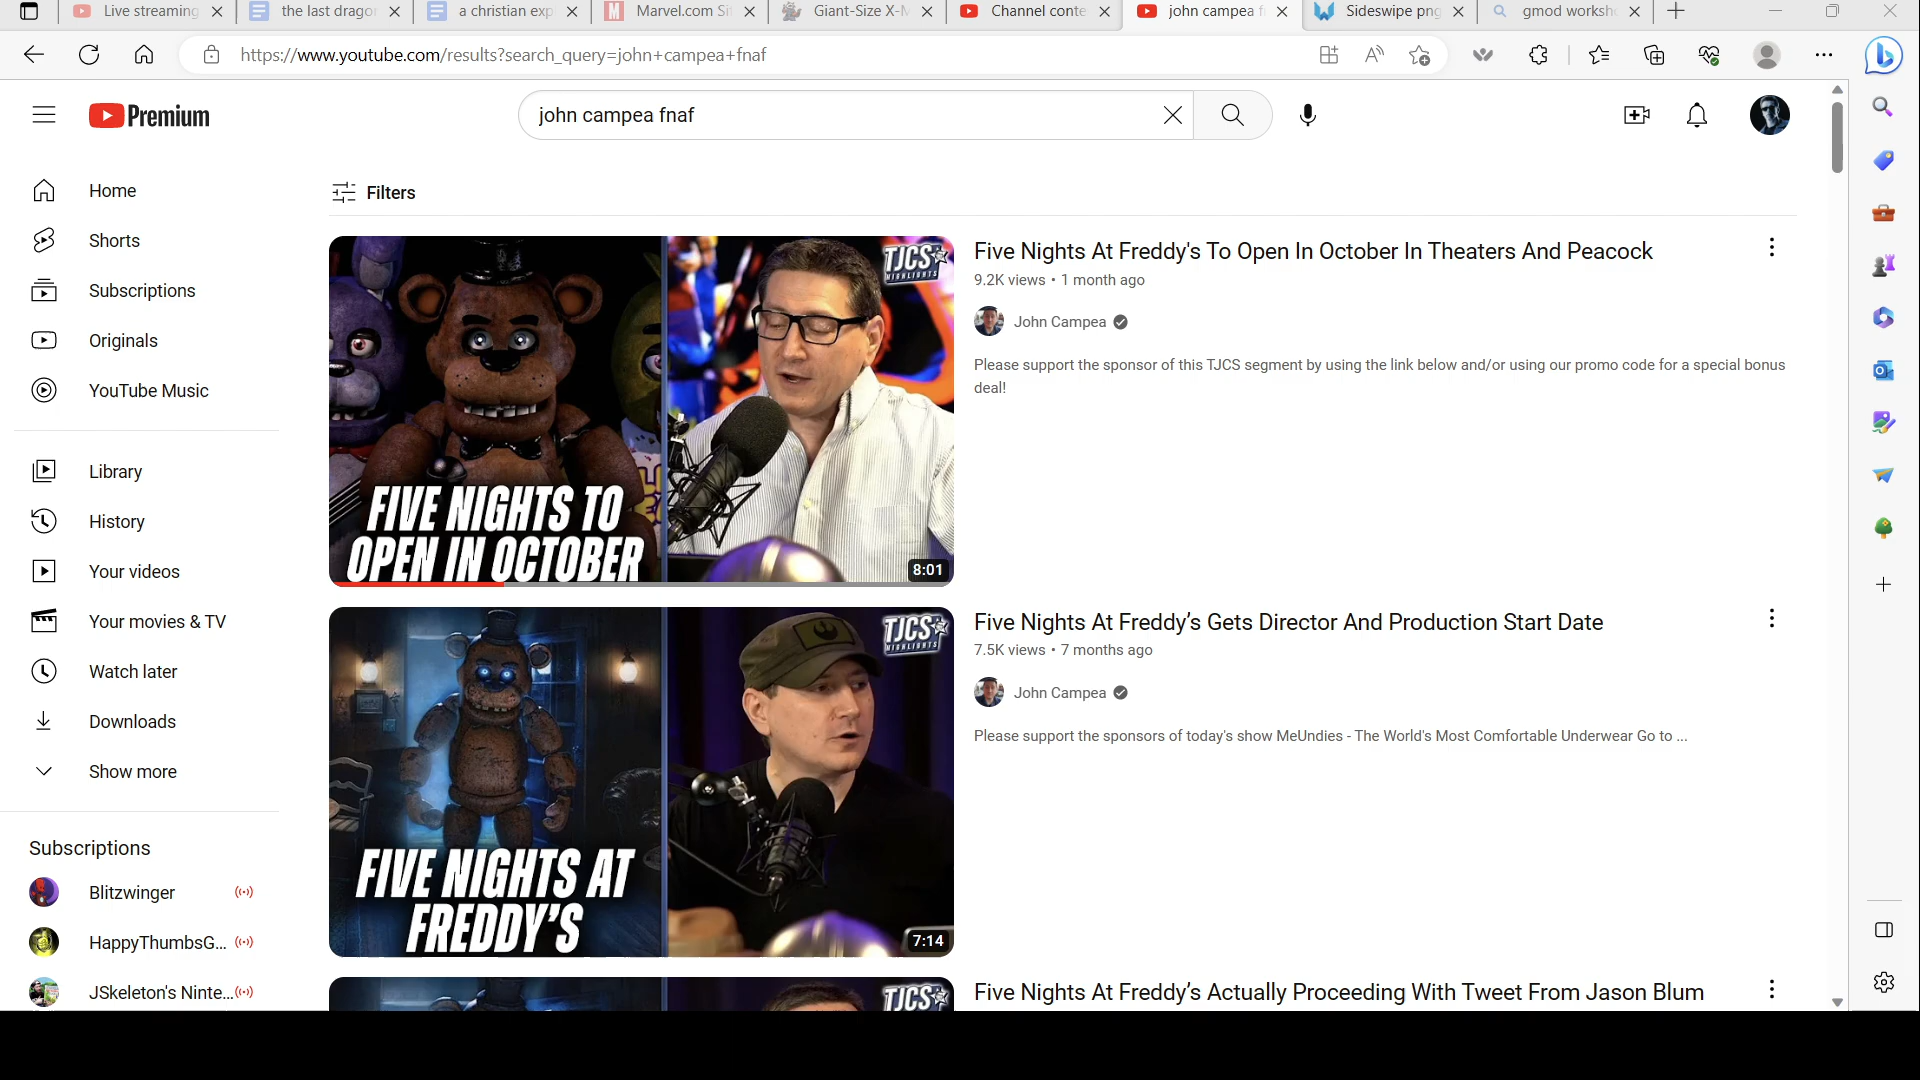 Live streaming
the last drago
a christian exp
Marvel.com Si
Giant-Size X-M
Channel conte
john campea f
Sideswipe png
gmod worksh
https://www.youtube.com/results?search_query=john+campea+fnaf
Premium
john campea fnaf
Home
Shorts
Subscriptions
Originals
YouTube Music
Library
History
Your videos
Your movies & TV
Watch later
Downloads
Show more
Subscriptions
Blitzwinger
HappyThumbsG...
JSkeleton's Ninte...
Filters
TJCS
HIGHLIGHTS
FIVE NIGHTS TO
OPEN IN OCTOBER
8:01
Five Nights At Freddy's To Open In October In Theaters And Peacock
9.2K views • 1 month ago
John Campea
Please support the sponsor of this TJCS segment by using the link below and/or using our promo code for a special bonus
deal!
TJCS
HIGHLIGHTS
FIVE NIGHTS AT
FREDDY'S
7:14
Five Nights At Freddy’s Gets Director And Production Start Date
7.5K views • 7 months ago
John Campea
Please support the sponsors of today's show MeUndies - The World's Most Comfortable Underwear Go to ...
TJCS
Five Nights At Freddy’s Actually Proceeding With Tweet From Jason Blum